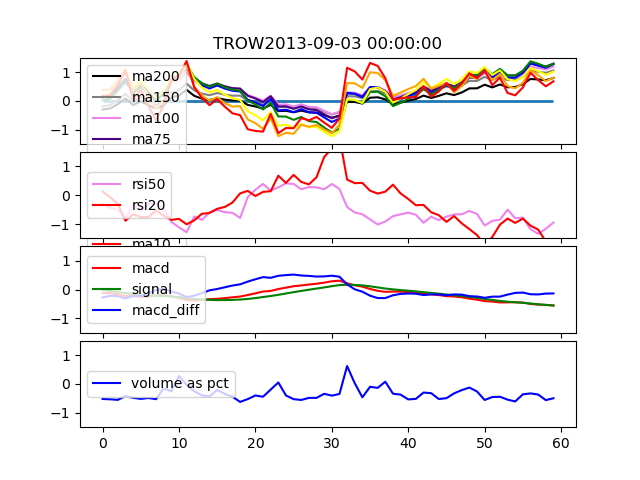 TROW2013-09-03 00:00:00
1
0
−1
ma200
ma150
ma100
ma75
1
0
−1
rsi50
rsi20
ma10
1
0
−1
macd
signal
macd_diff
1
0
−1
volume as pct
0 10 20 30 40 50 60